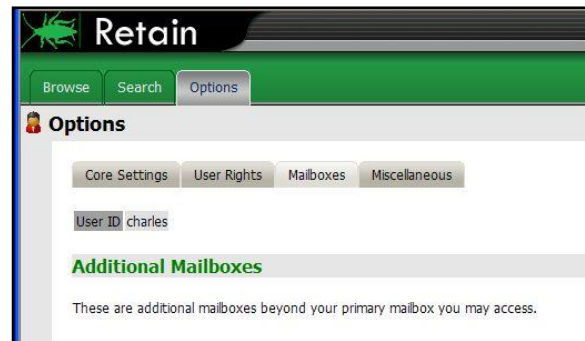 Retain
Browse Search Options
Options
Core Settings User Rights Mailboxes Miscellaneous
User ID charles
Additional Mailboxes
These are additional mailboxes beyond your primary mailbox you may access.